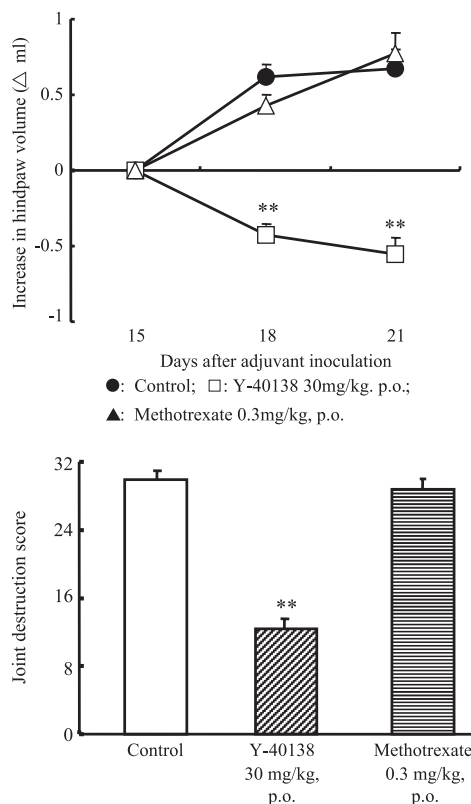 Increase in hindpaw volume (△ ml)
1
0.5
0
-0.5
-1
**
**
15 18 21
Days after adjuvant inoculation
●: Control; □: Y-40138 30mg/kg. p.o.;
▲: Methotrexate 0.3mg/kg, p.o.
Joint destruction score
32
24
16
8
0
**
Control Y-40138 Methotrexate
30 mg/kg, 0.3 mg/kg,
p.o. p.o.